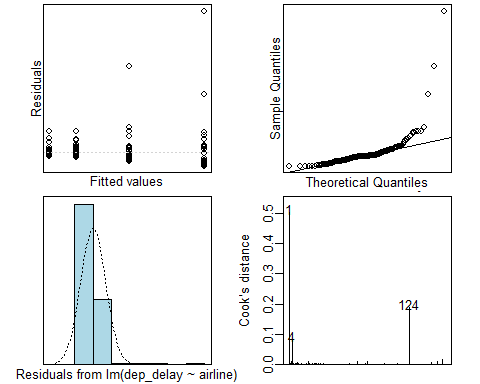 Residuals
Fitted values
Sample Quantiles
Theoretical Quantiles
Residuals from lm(dep_delay ~ airline)
Cook's distance
0.5
0.4
0.3
0.2
0.1
0.0
1
4
124